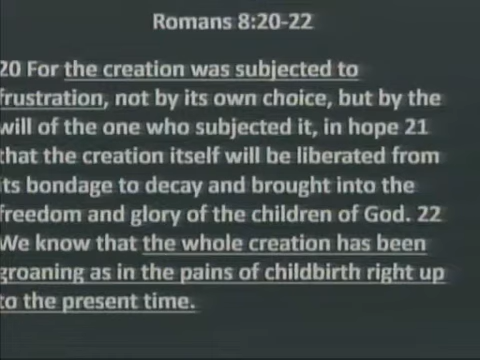 Romans 8:20-22
20 For the creation was subjected to
frustration, not by its own choice, but by the
will of the one who subjected it, in hope 21
that the creation itself will be liberated from
its bondage to decay and brought into the
freedom and glory of the children of God. 22
We know that the whole creation has been
groaning as in the pains of childbirth right up
to the present time.